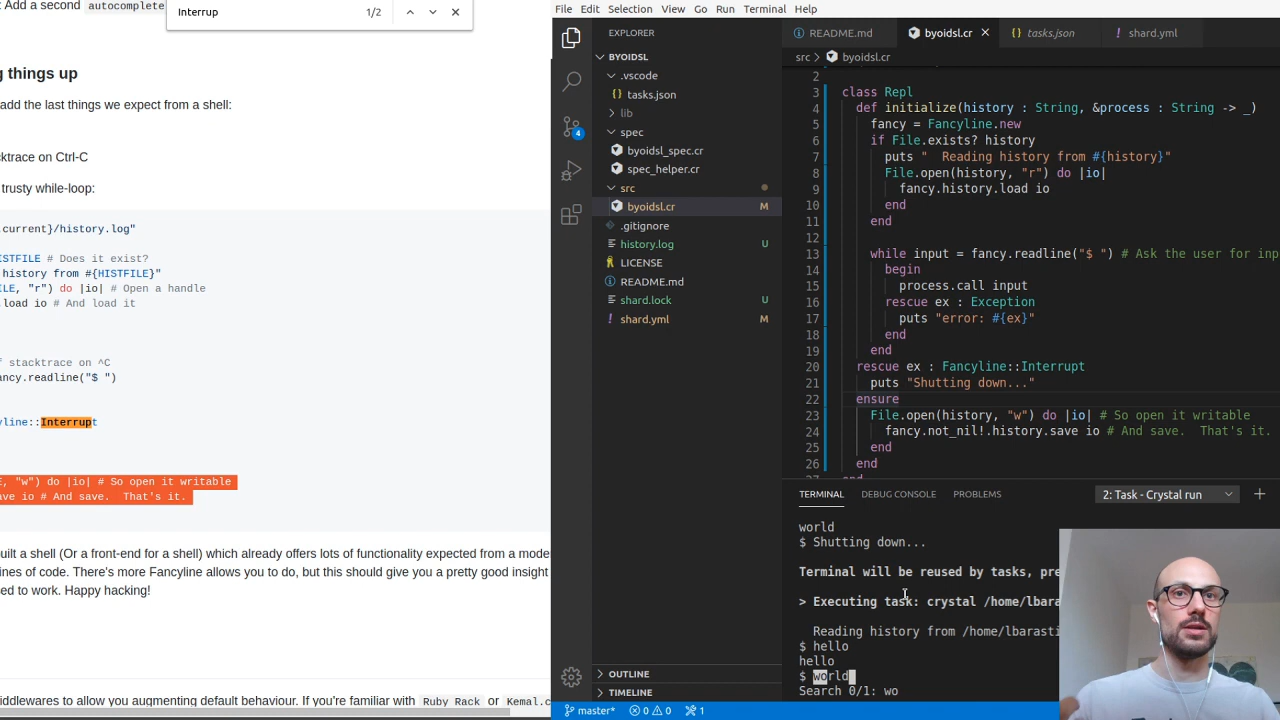 : Add a second autocomplete
Interrup
1/2
g things up
add the last things we expect from a shell:
cktrace on Ctrl-C
trusty while-loop:
.current}/history.log"
ISTFILE # Does it exist?
history from #{HISTFILE}"
ILE, "r") do |io| # Open a handle
.load io # And load it
f stacktrace on ^C
ancy.readline("$ ")
yline::Interrupt
E, "w") do |io| # So open it writable
ave io # And save.  That's it.
built a shell (Or a front-end for a shell) which already offers lots of functionality expected from a mode
ines of code. There's more Fancyline allows you to do, but this should give you a pretty good insight
sed to work. Happy hacking!
iddlewares to allow you augmenting default behaviour. If you're familiar with Ruby Rack or Kemal.c
File Edit Selection View Go Run Terminal Help
EXPLORER
BYOIDSL
.vscode
{} tasks.json
lib
spec
byoidsl_spec.cr
spec_helper.cr
src
byoidsl.cr M
.gitignore
history.log U
LICENSE
README.md
shard.lock U
! shard.yml M
OUTLINE
TIMELINE
4
README.md
byoidsl.cr
{} tasks.json
! shard.yml
src > byoidsl.cr
2
3 class Repl
4 def initialize(history : String, &process : String -> _)
5 fancy = Fancyline.new
6 if File.exists? history
7 puts "  Reading history from #{history}"
8 File.open(history, "r") do |io|
9 fancy.history.load io
10 end
11 end
12
13 while input = fancy.readline("$ ") # Ask the user for inp
14 begin
15 process.call input
16 rescue ex : Exception
17 puts "error: #{ex}"
18 end
19 end
20 rescue ex : Fancyline::Interrupt
21 puts "Shutting down..."
22 ensure
23 File.open(history, "w") do |io| # So open it writable
24 fancy.not_nil!.history.save io # And save.  That's it.
25 end
26 end
27 end
TERMINAL DEBUG CONSOLE PROBLEMS
2: Task - Crystal run
world
$ Shutting down...
Terminal will be reused by tasks, pre
> Executing task: crystal /home/lbara
Reading history from /home/lbarasti
$ hello
hello
$ world
Search 0/1: wo
master* 0 0 1